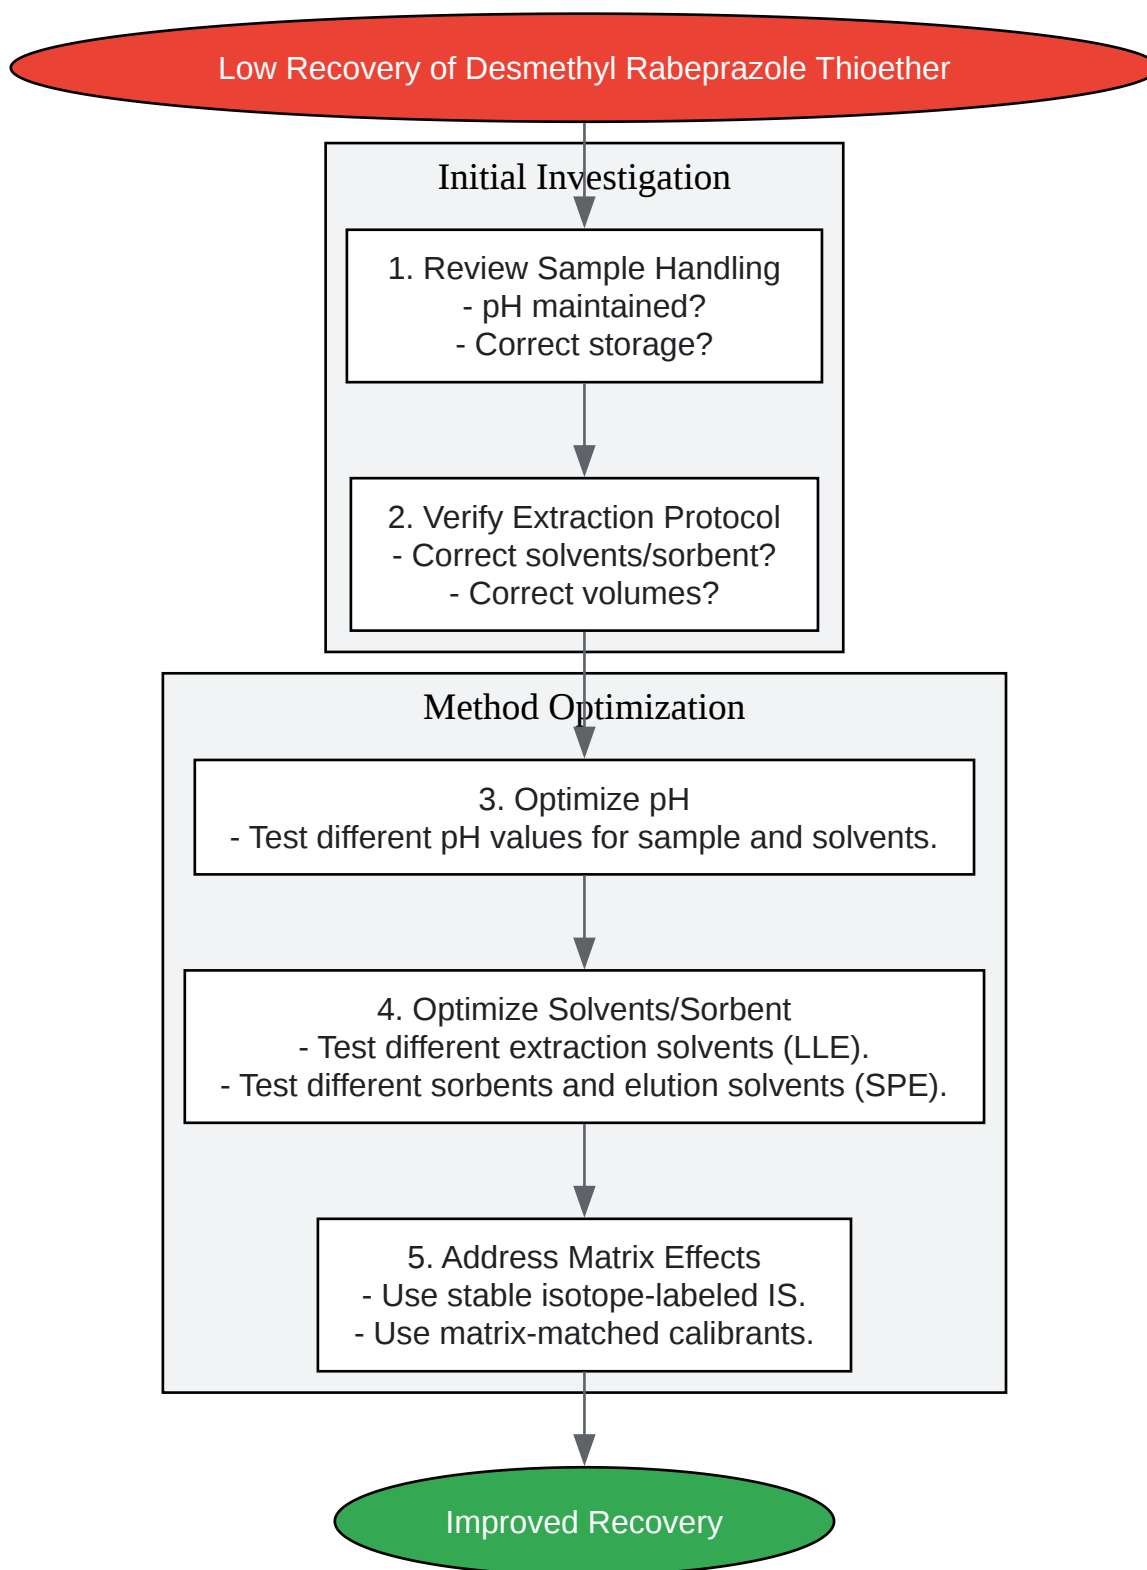 Low Recovery of Desmethyl Rabeprazole Thioether
Initial Investigation
1. Review Sample Handling
- pH maintained?
- Correct storage?
2. Verify Extraction Protocol
- Correct solvents/sorbent?
- Correct volumes?
Method Optimization
3. Optimize pH
- Test different pH values for sample and solvents.
4. Optimize Solvents/Sorbent
- Test different extraction solvents (LLE).
- Test different sorbents and elution solvents (SPE).
5. Address Matrix Effects
- Use stable isotope-labeled IS.
- Use matrix-matched calibrants.
Improved Recovery